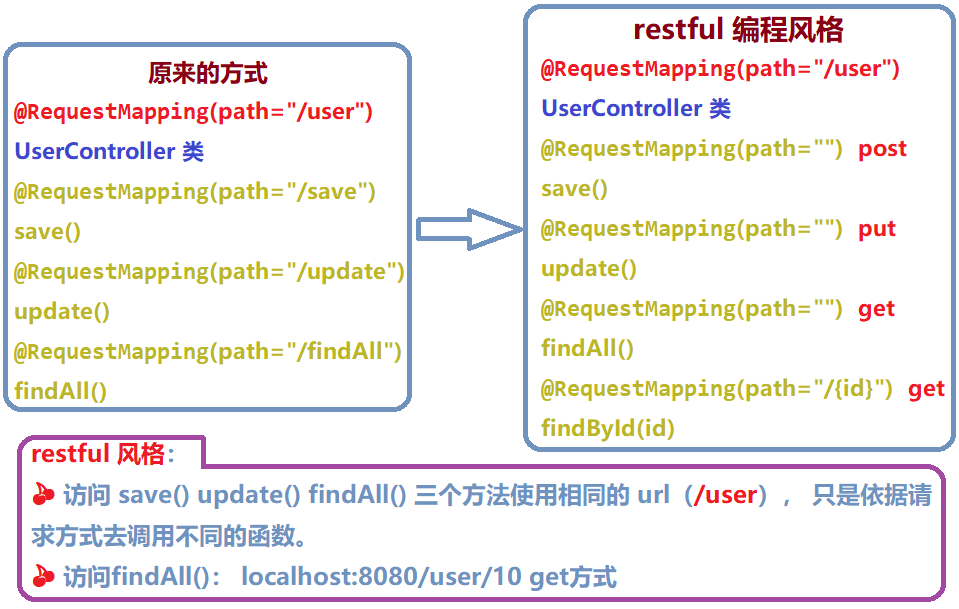 原来的方式
@RequestMapping(path="/user")
UserController 类
@RequestMapping(path="/save")
save()
@RequestMapping(path="/update")
update()
@RequestMapping(path="/findAll")
findAll()
restful 编程风格
@RequestMapping(path="/user")
UserController 类
@RequestMapping(path="") post
save()
@RequestMapping(path="") put
update()
@RequestMapping(path="") get
findAll()
@RequestMapping(path="/{id}") get
findById(id)
restful 风格：
访问 save() update() findAll() 三个方法使用相同的 url（/user）， 只是依据请
求方式去调用不同的函数。
访问findAll()： localhost:8080/user/10 get方式